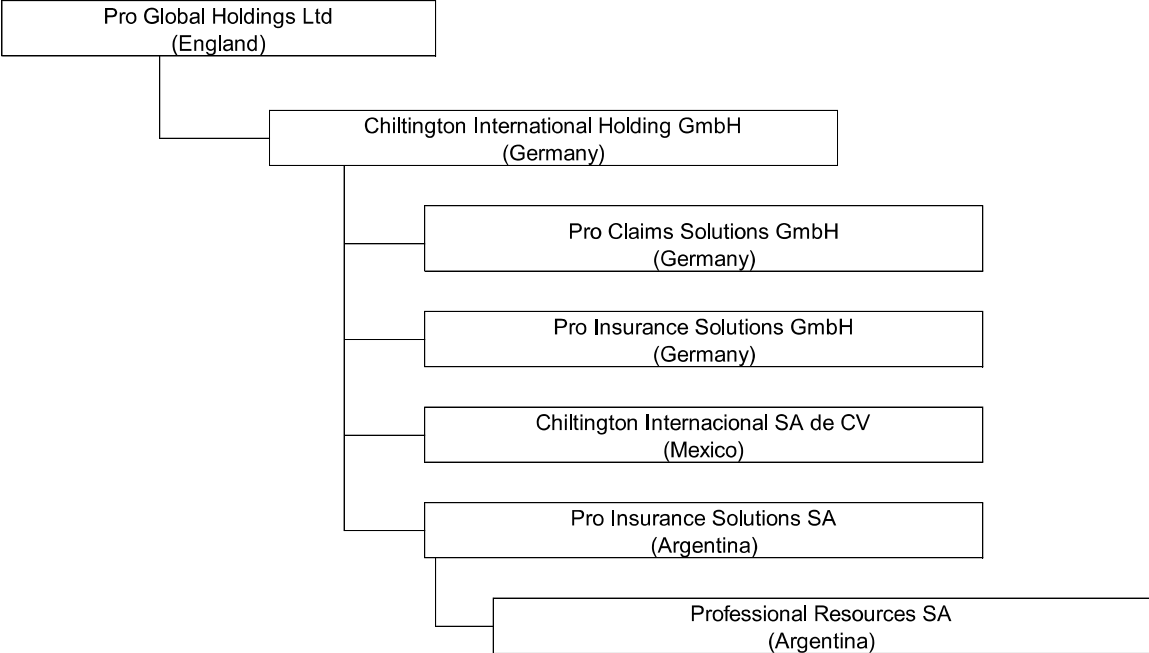 Pro Global Holdings Ltd
(England)
Chiltington International Holding GmbH
(Germany)
Pro Claims Solutions GmbH
(Germany)
Pro Insurance Solutions GmbH
(Germany)
Chiltington Internacional SA de CV
(Mexico)
Pro Insurance Solutions SA
(Argentina)
Professional Resources SA
(Argentina)